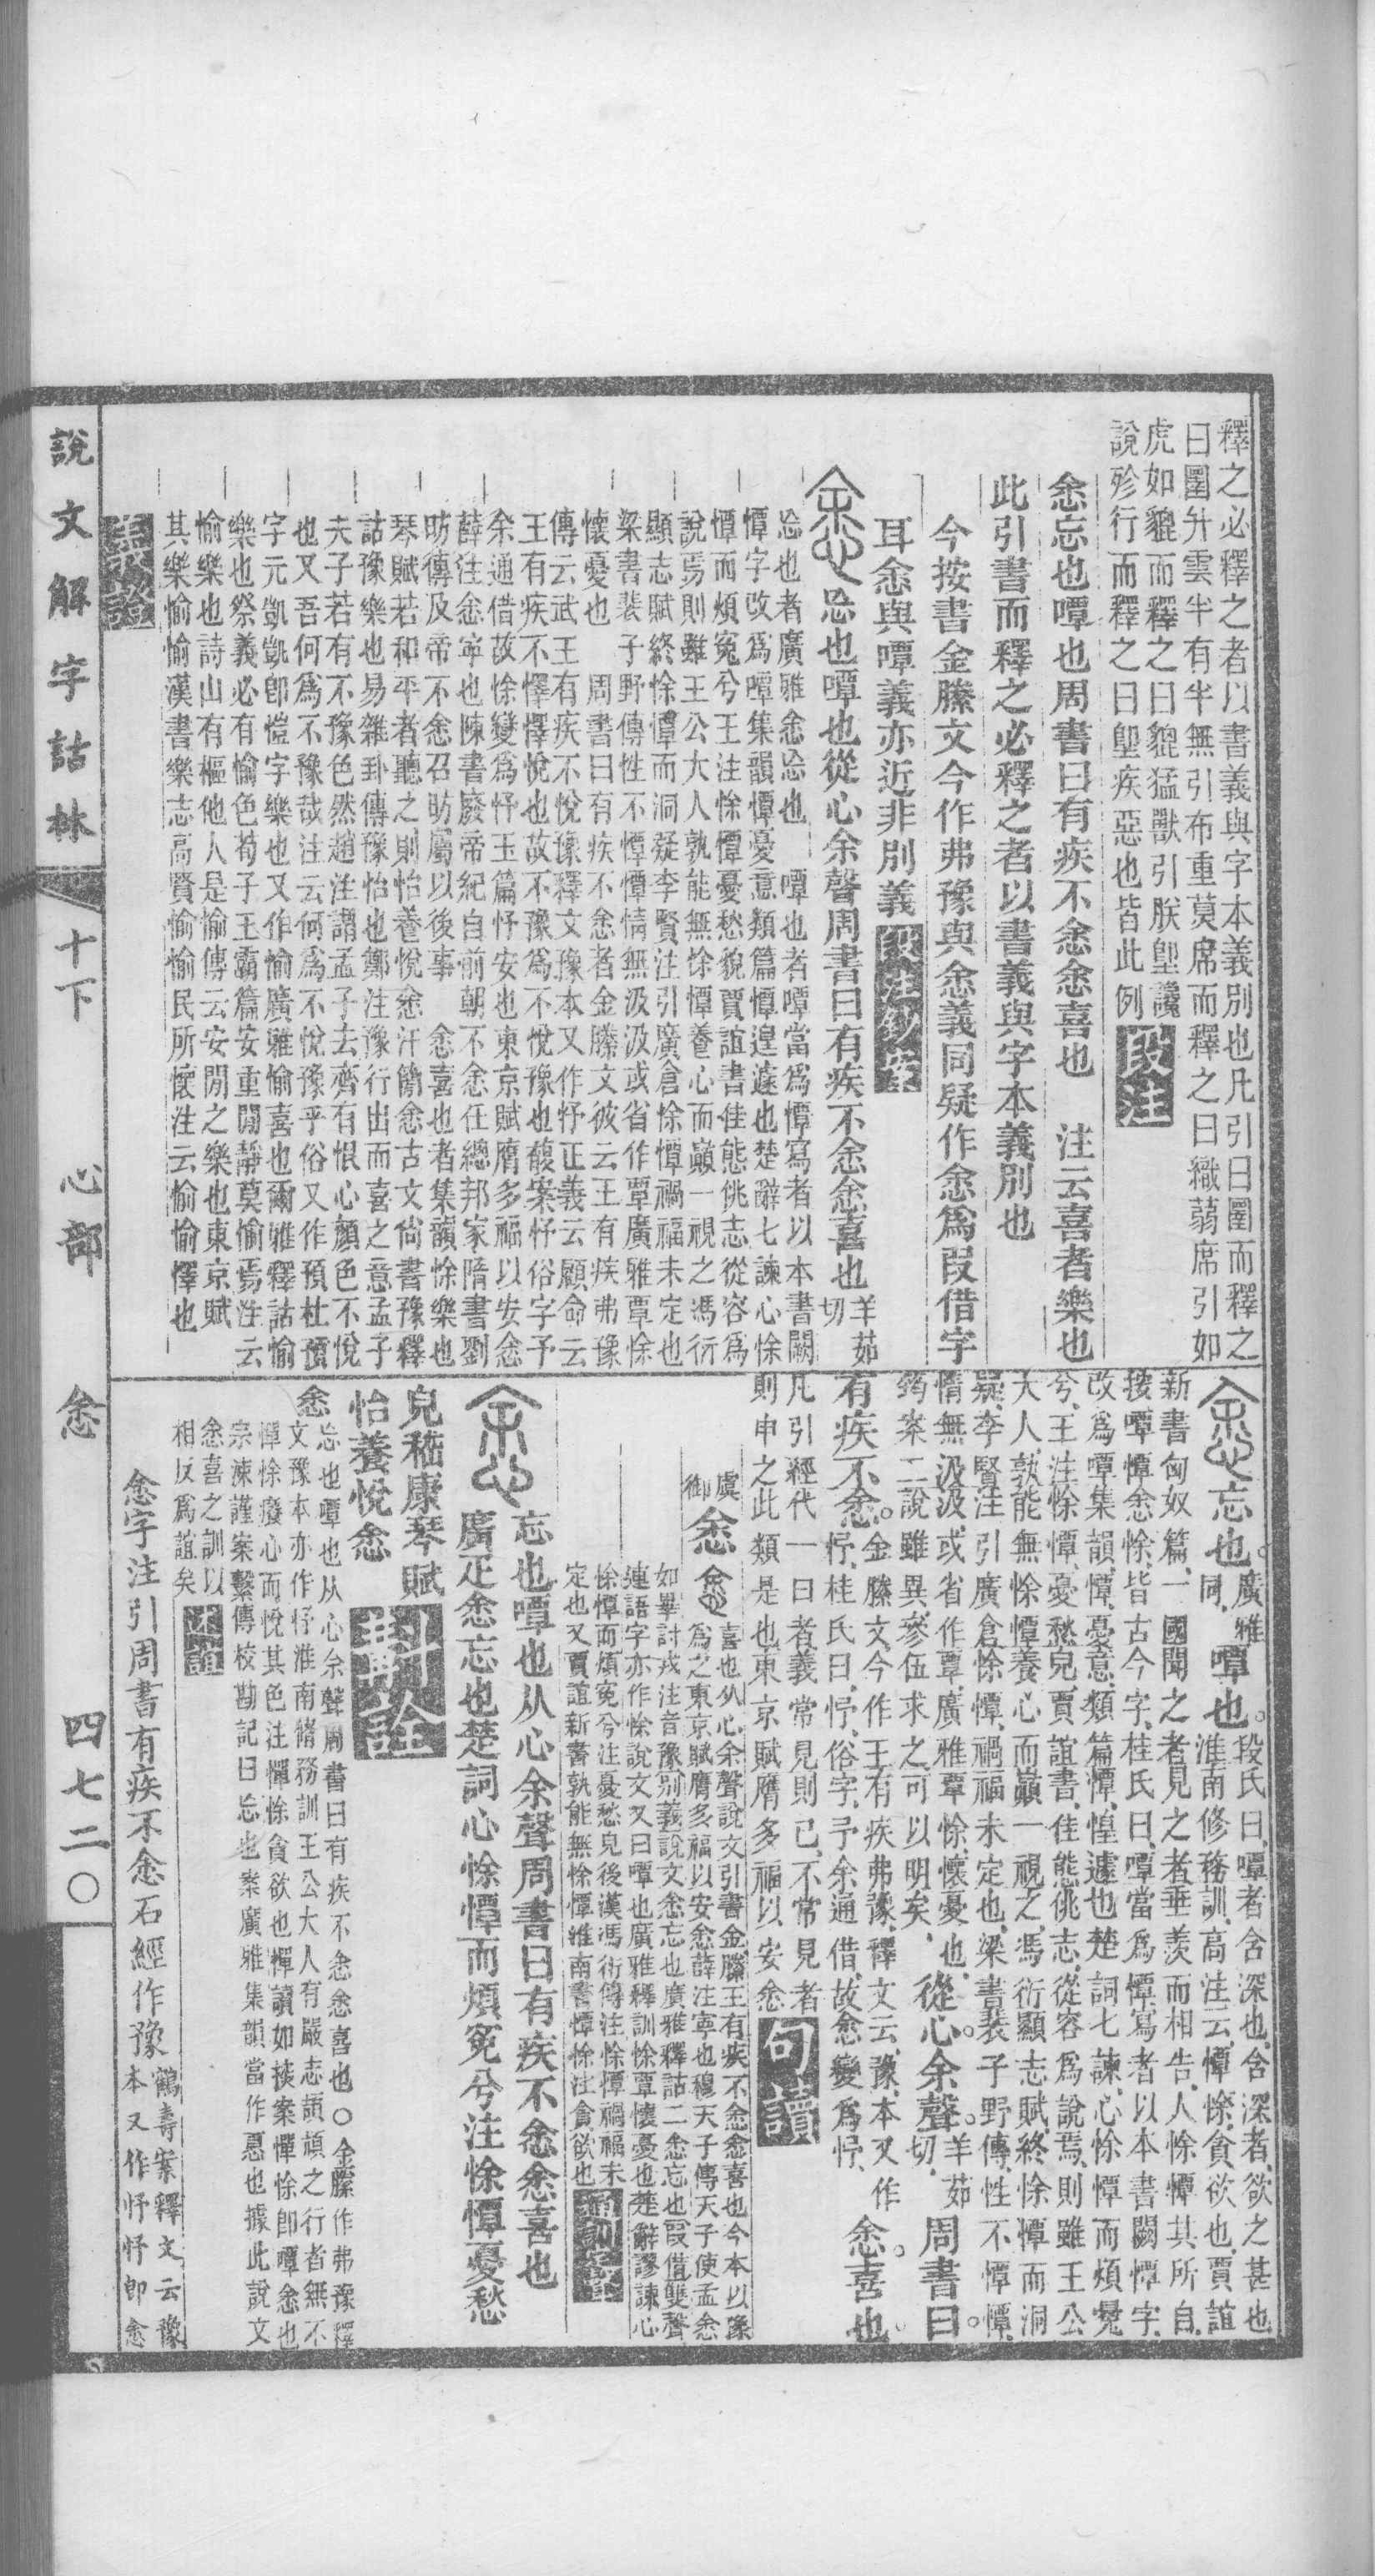 釋之必釋之者以書義與字本義別也凡引曰圛而釋之
曰圛升雲半有半無引布重莫席而釋之曰織蒻席引如
虎如貔而釋之曰貔猛獸引朕堲讒
說殄行而釋之曰堲疾惡也皆此例 段注
悆忘也嘾也周書曰有疾不悆悆喜也 注云喜者樂也
此引書而釋之必釋之者以書義與字本義別也
今按書金縢文今作弗豫與悆義同疑作悆爲叚借字
耳悆與嘾義亦近非別義 段注鈔案
忘也嘾也從心余聲周書曰有疾不悆悆喜也 羊茹切
忘也者廣雅悆忘也 嘾也者嘾當爲憛寫者以本書闕
憛字改爲嘾集韻憛憂意類篇憛遑遽也楚辭七諫心悇
憛而煩冤兮王注悇憛憂愁貌賈誼書佳態佻志從容爲
說焉則雖王公大人孰能無悇憛養心而巔一視之馮衍
顯志賦終悇憛而洞疑李賢注引廣倉悇憛禍福未定也
梁書裴子野傳性不憛憛情無汲汲或省作覃廣雅覃悇
懷憂也 周書曰有疾不悆者金縢文彼云王有疾弗豫
傳云武王有疾不悅豫釋文豫本又作忬正義云顧命云
王有疾不懌懌悅也故不豫爲不悅豫也馥案忬俗字予
余通借故悇變爲忬玉篇忬安也東京賦膺多福以安悆
薛注悆寧也陳書廢帝紀自前朝不悆任總邦家隋書劉
昉傳及帝不悆召昉屬以後事 悆喜也者集韻悇樂也
琴賦若和平者聽之則怡養悅悆汗簡悆古文尚書豫釋
詁豫樂也易雜卦傳豫怡也鄭注豫行出而喜之意孟子
夫子若有不豫色然趙注謂孟子去齊有恨心顏色不悅
也又吾何爲不豫哉注云何爲不悅豫乎俗又作預杜預
字元凱凱卽愷字樂也又作愉廣雅愉喜也爾雅釋詁愉
樂也祭義必有愉色荀子王霸篇安重閒靜莫愉焉注云
愉樂也詩山有樞他人是愉傳云安閒之樂也東京賦
其樂愉愉漢書樂志高賢愉愉民所懷注云愉愉懌也
義證
忘也。廣雅同。嘾也。段氏曰、嘾者含深也、含深者、欲之甚也
淮南修務訓、高注云、憛悇、貪欲也、賈誼
新書匈奴篇、一國聞之者見之者垂羨而相告、人悇憛其所自、
按嘾憛悆悇、皆古今字、桂氏曰、嘾當爲憛、寫者以本書闕憛字、
改爲嘾、集韻、憛、憂意、類篇、憛、惶遽也、楚詞七諫、心悇憛而煩冤
兮、王注悇憛、憂愁皃、賈誼書、佳態佻志、從容爲說焉、則雖王公
大人、孰能無悇憛養心而巔一視之、馮衍顯志賦、終悇憛而洞
疑、李賢注引廣倉、悇憛、禍福未定也、梁書裴子野傳、性不憛憛、
情無汲汲、或省作覃、廣雅覃悇、懷憂也、從心。余聲。羊茹切、周書曰。
筠案二說雖異、參伍求之、可以明矣、
有疾不悆。金縢文、今作王有疾弗豫、釋文云、豫、本又作忬、桂氏曰、忬、俗字、予余通借、故悆變爲忬、悆。喜也。
凡引經代一曰者、義常見則已、不常見者
則申之、此類是也、東京賦膺多福以安悆 句讀
虞御 悆 喜也从心余聲說文引書金縢王有疾不悆悆喜也今本以豫
爲之東京賦膺多福以安悆薛注寧也穆天子傳天子使孟悆
如畢討戎注音豫 別義 說文悆忘也廣雅釋詁二悆忘也 叚借 雙聲
連語字亦作悇說文又曰嘾也廣雅釋訓悇覃懷憂也楚辭謬諫心
悇憛而煩冤兮注憂愁皃後漢馮衍傳注悇憛禍福未
定也又賈誼新書孰能無悇憛淮南書憛悇注貪欲也 通訓定聲
忘也嘾也从心余聲周書曰有疾不悆悆喜也
廣疋悆忘也楚詞心悇憛而煩冤兮注悇憛憂愁
皃嵇康琴賦
怡養悅悆
悆 忘也嘾也从心余聲周書曰有疾不悆悆喜也〇金縢作弗豫釋
文豫本亦作忬淮南脩務訓王公大人有嚴志頡頏之行者無不
憛悇癢心而悅其色注憚悇貪欲也憚讀如掞案憚悇卽嘾悆也
宗涑謹案繫傳校勘記曰忘也案廣雅集韻當作㤅也據此說文
悆喜之訓以
相反爲誼矣 述誼
悆字注引周書有疾不悆石經作豫 鶴壽案釋文云豫本又作忬忬卽悆
說文解字詁林 十下 心部 悆 四七二〇